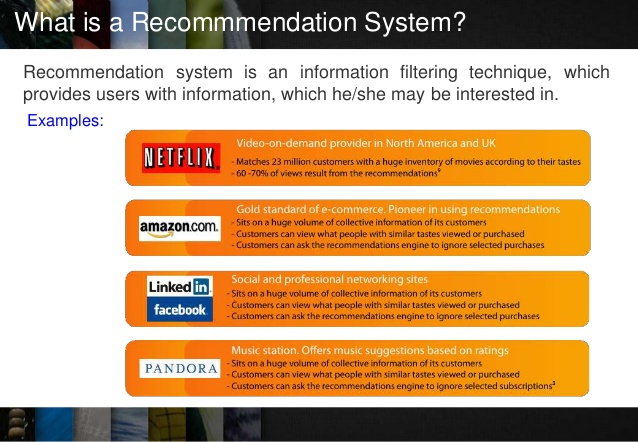 What is a Recommmendation System?
Recommendation system is an information filtering technique, which
provides users with information, which he/she may be interested in.
Examples:
NETFLIX
Video-on-demand provider in North America and UK
- Matches 23 million customers with a huge inventory of movies according to their tastes
- 60 -70% of views result from the recommendations⁹
amazon.com.
Gold standard of e-commerce. Pioneer in using recommendations
- Sits on a huge volume of collective information of its customers
- Customers can view what people with similar tastes viewed or purchased
- Customers can ask the recommendations engine to ignore selected purchases
Linked in
facebook
Social and professional networking sites
- Sits on a huge volume of collective information of its customers
- Customers can view what people with similar tastes viewed or purchased
- Customers can ask the recommendations engine to ignore selected purchases
PANDORA
Music station. Offers music suggestions based on ratings
- Sits on a huge volume of collective information of its customers
- Customers can view what people with similar tastes viewed or purchased
- Customers can ask the recommendations engine to ignore selected subscriptions³